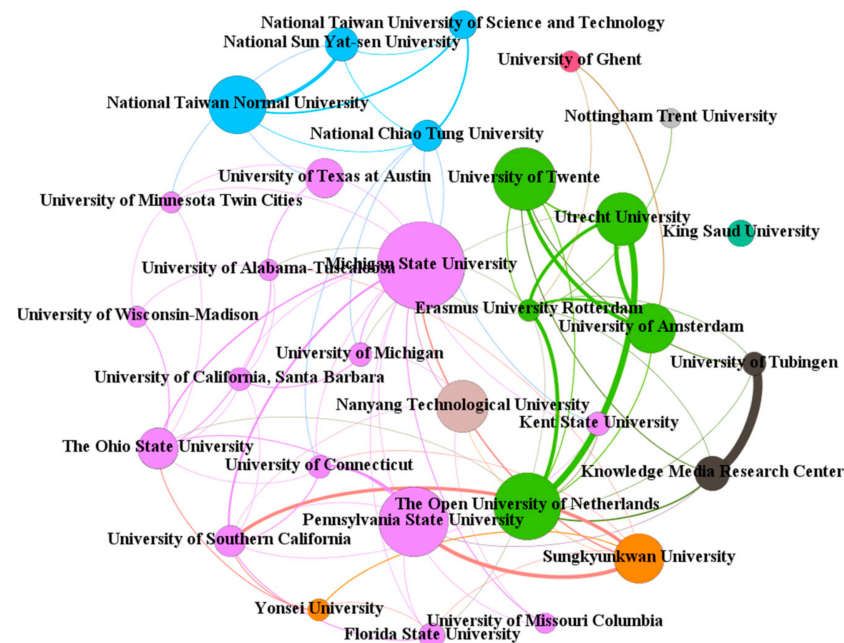 National Taiwan University of Science and Technology
National Sun Yat-sen University
University of Ghent
National Taiwan Normal University
Nottingham Trent University
National Chiao Tung University
University of Texas at Austin
University of Twente
University of Minnesota Twin Cities
Utrecht University
King Saud University
Michigan State University
University of Alabama-Tuscaloosa
Erasmus University Rotterdam
University of Wisconsin-Madison
University of Amsterdam
University of Michigan
University of Tubingen
University of California, Santa Barbara
Nanyang Technological University
Kent State University
The Ohio State University
University of Connecticut
Knowledge Media Research Center
The Open University of Netherlands
Pennsylvania State University
University of Southern California
Sungkyunkwan University
Yonsei University
University of Missouri Columbia
Florida State University